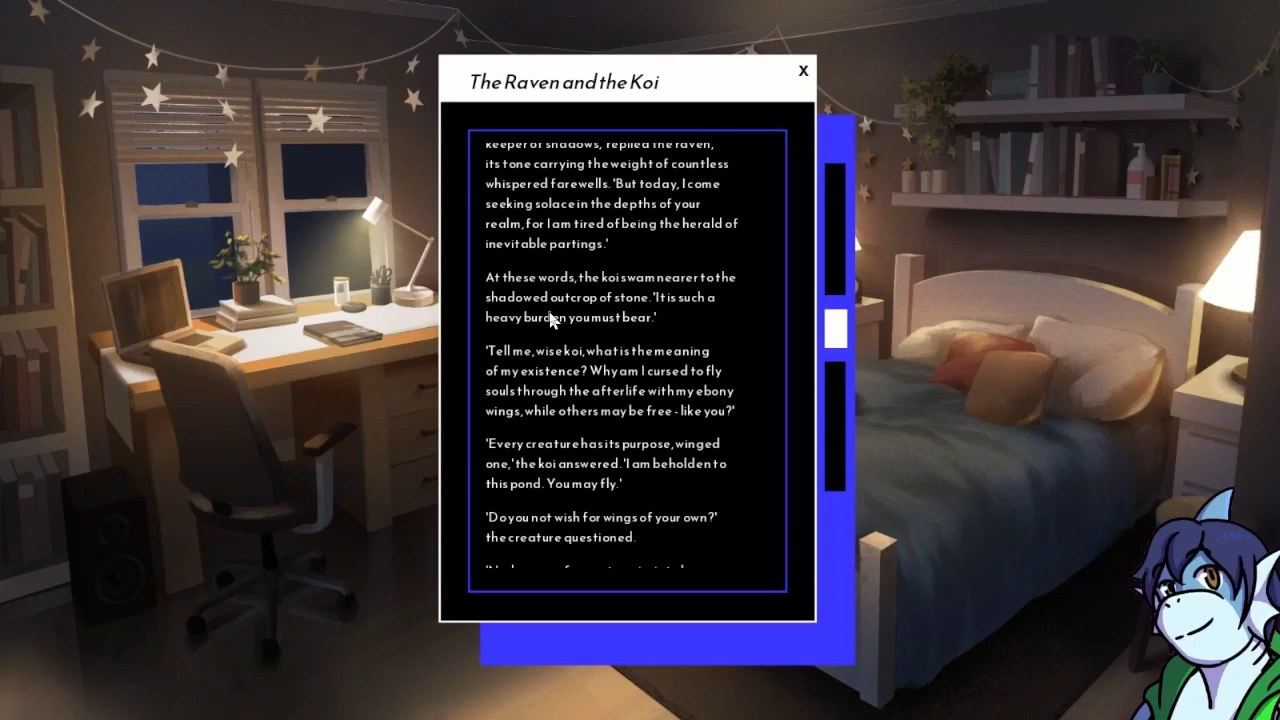 The Raven and the Koi
X
keeper of shadows,' replied the raven,
its tone carrying the weight of countless
whispered farewells. 'But today, I come
seeking solace in the depths of your
realm, for I am tired of being the herald of
inevitable partings.'
At these words, the koi swam nearer to the
shadowed outcrop of stone. 'It is such a
heavy burden you must bear.'
'Tell me, wise koi, what is the meaning
of my existence? Why am I cursed to fly
souls through the afterlife with my ebony
wings, while others may be free - like you?'
'Every creature has its purpose, winged
one,' the koi answered. 'I am beholden to
this pond. You may fly.'
'Do you not wish for wings of your own?'
the creature questioned.